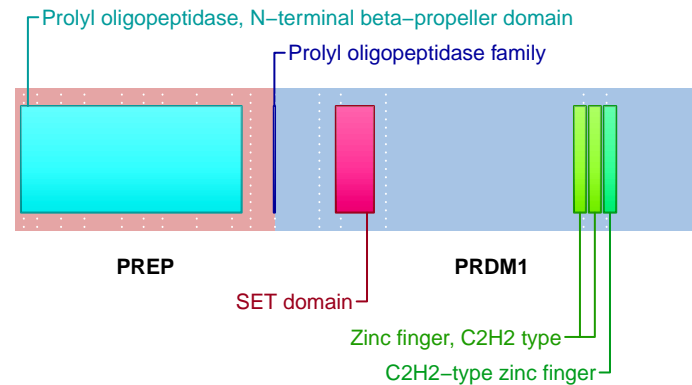 Prolyl oligopeptidase, N−terminal beta−propeller domain
Prolyl oligopeptidase family
PREP
PRDM1
SET domain
Zinc finger, C2H2 type
C2H2−type zinc finger